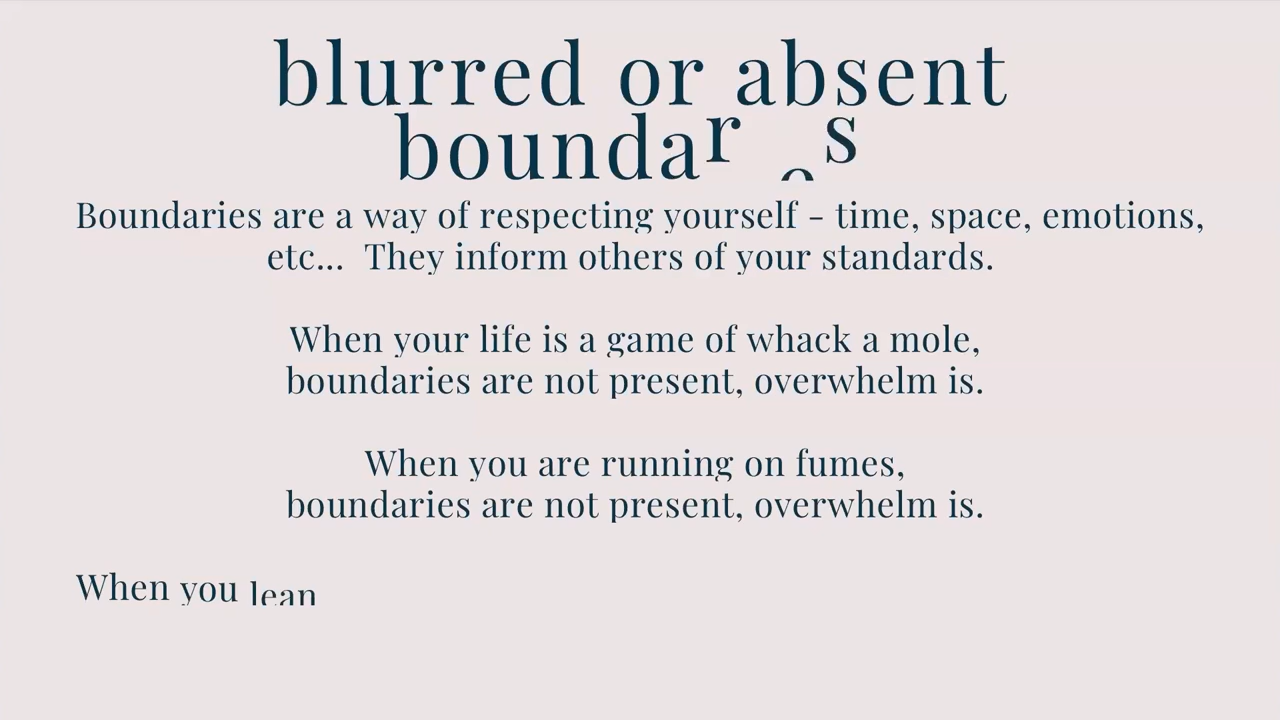 blurred or absent
boundar es
Boundaries are a way of respecting yourself - time, space, emotions,
etc... They inform others of your standards.
When your life is a game of whack a mole,
boundaries are not present, overwhelm is.
When you are running on fumes,
boundaries are not present, overwhelm is.
When you lean